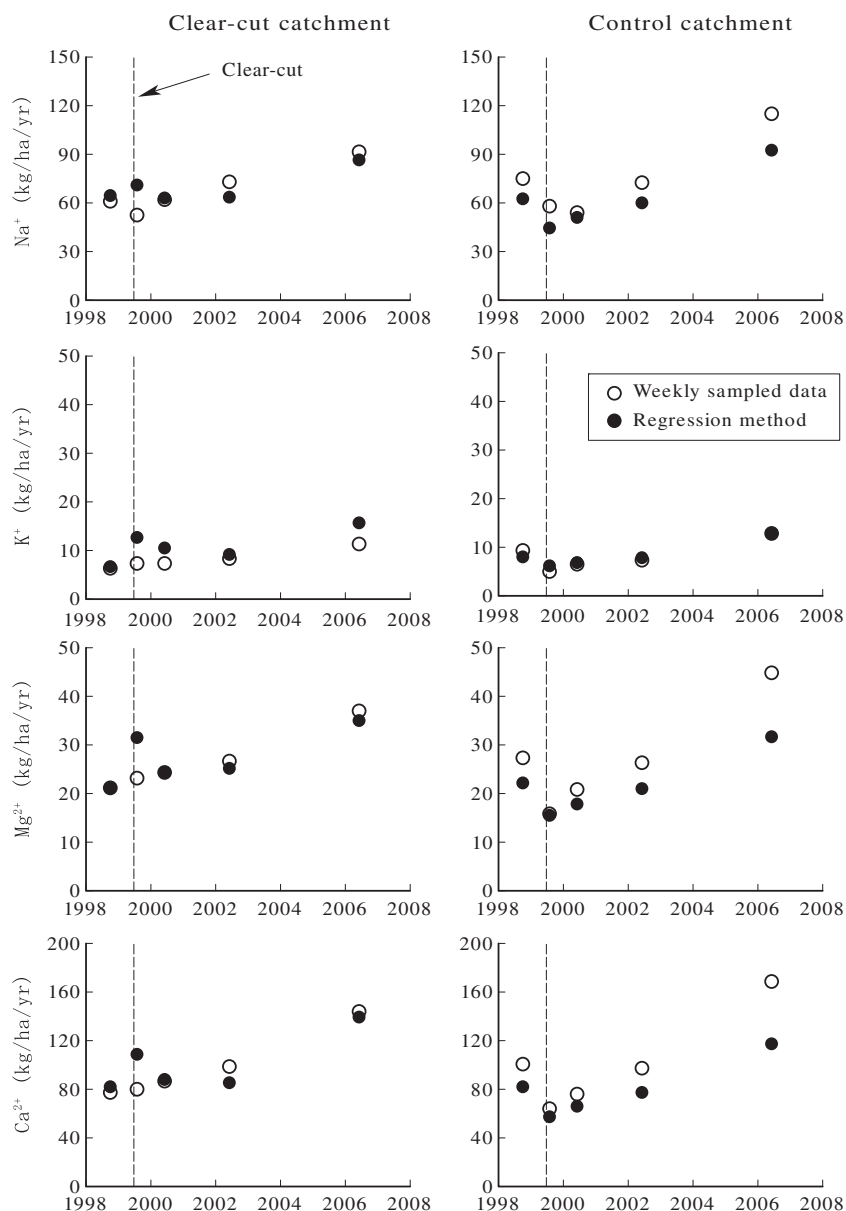 Clear-cut catchment
Control catchment
Na⁺ (kg/ha/yr)
150
120
90
60
30
0
Clear-cut
1998 2000 2002 2004 2006 2008
150
120
90
60
30
0
1998 2000 2002 2004 2006 2008
K⁺ (kg/ha/yr)
50
40
30
20
10
0
1998 2000 2002 2004 2006 2008
50
40
30
20
10
0
Weekly sampled data
Regression method
1998 2000 2002 2004 2006 2008
Mg²⁺ (kg/ha/yr)
50
40
30
20
10
0
1998 2000 2002 2004 2006 2008
50
40
30
20
10
0
1998 2000 2002 2004 2006 2008
Ca²⁺ (kg/ha/yr)
200
160
120
80
40
0
1998 2000 2002 2004 2006 2008
200
160
120
80
40
0
1998 2000 2002 2004 2006 2008